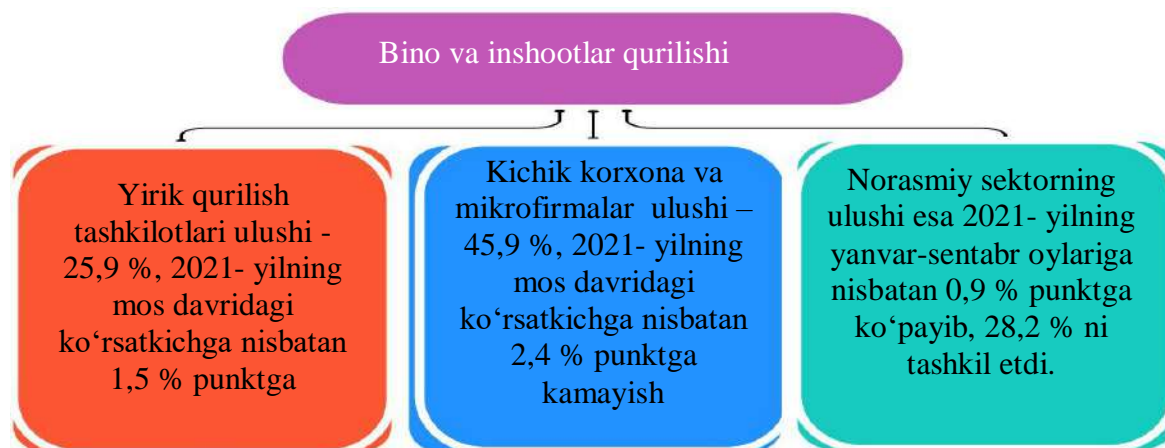 Bino va inshootlar qurilishi
Yirik qurilish
tashkilotlari ulushi -
25,9 %, 2021- yilning
mos davridagi
ko‘rsatkichga nisbatan
1,5 % punktga
Kichik korxona va
mikrofirmalar ulushi –
45,9 %, 2021- yilning
mos davridagi
ko‘rsatkichga nisbatan
2,4 % punktga
kamayish
Norasmiy sektorning
ulushi esa 2021- yilning
yanvar-sentabr oylariga
nisbatan 0,9 % punktga
ko‘payib, 28,2 % ni
tashkil etdi.